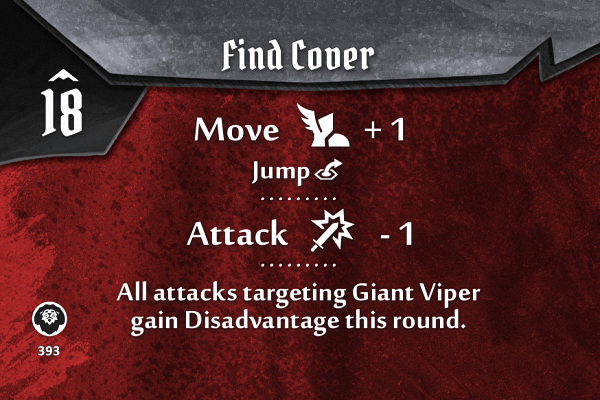 Find Cover
18
Move + 1
Jump
Attack - 1
All attacks targeting Giant Viper
gain Disadvantage this round.
393